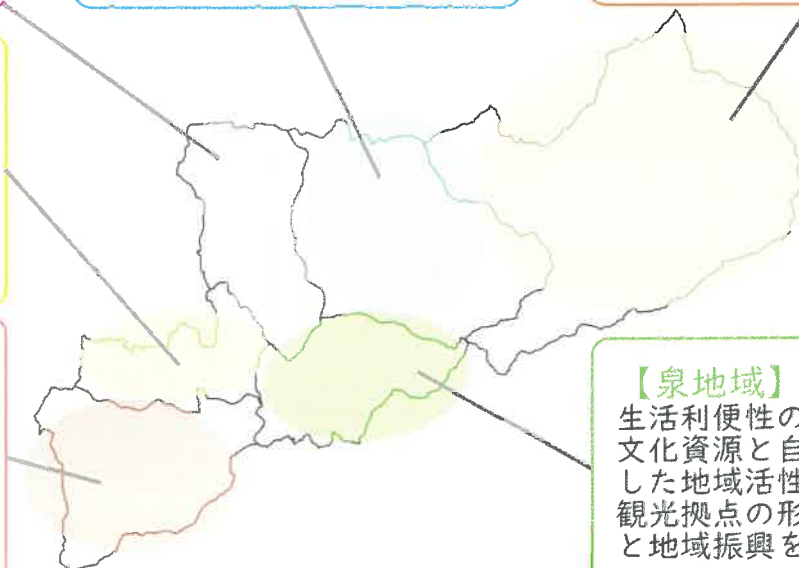 【泉地域】
生活利便性の
文化資源と自
した地域活性
観光拠点の形
と地域振興を